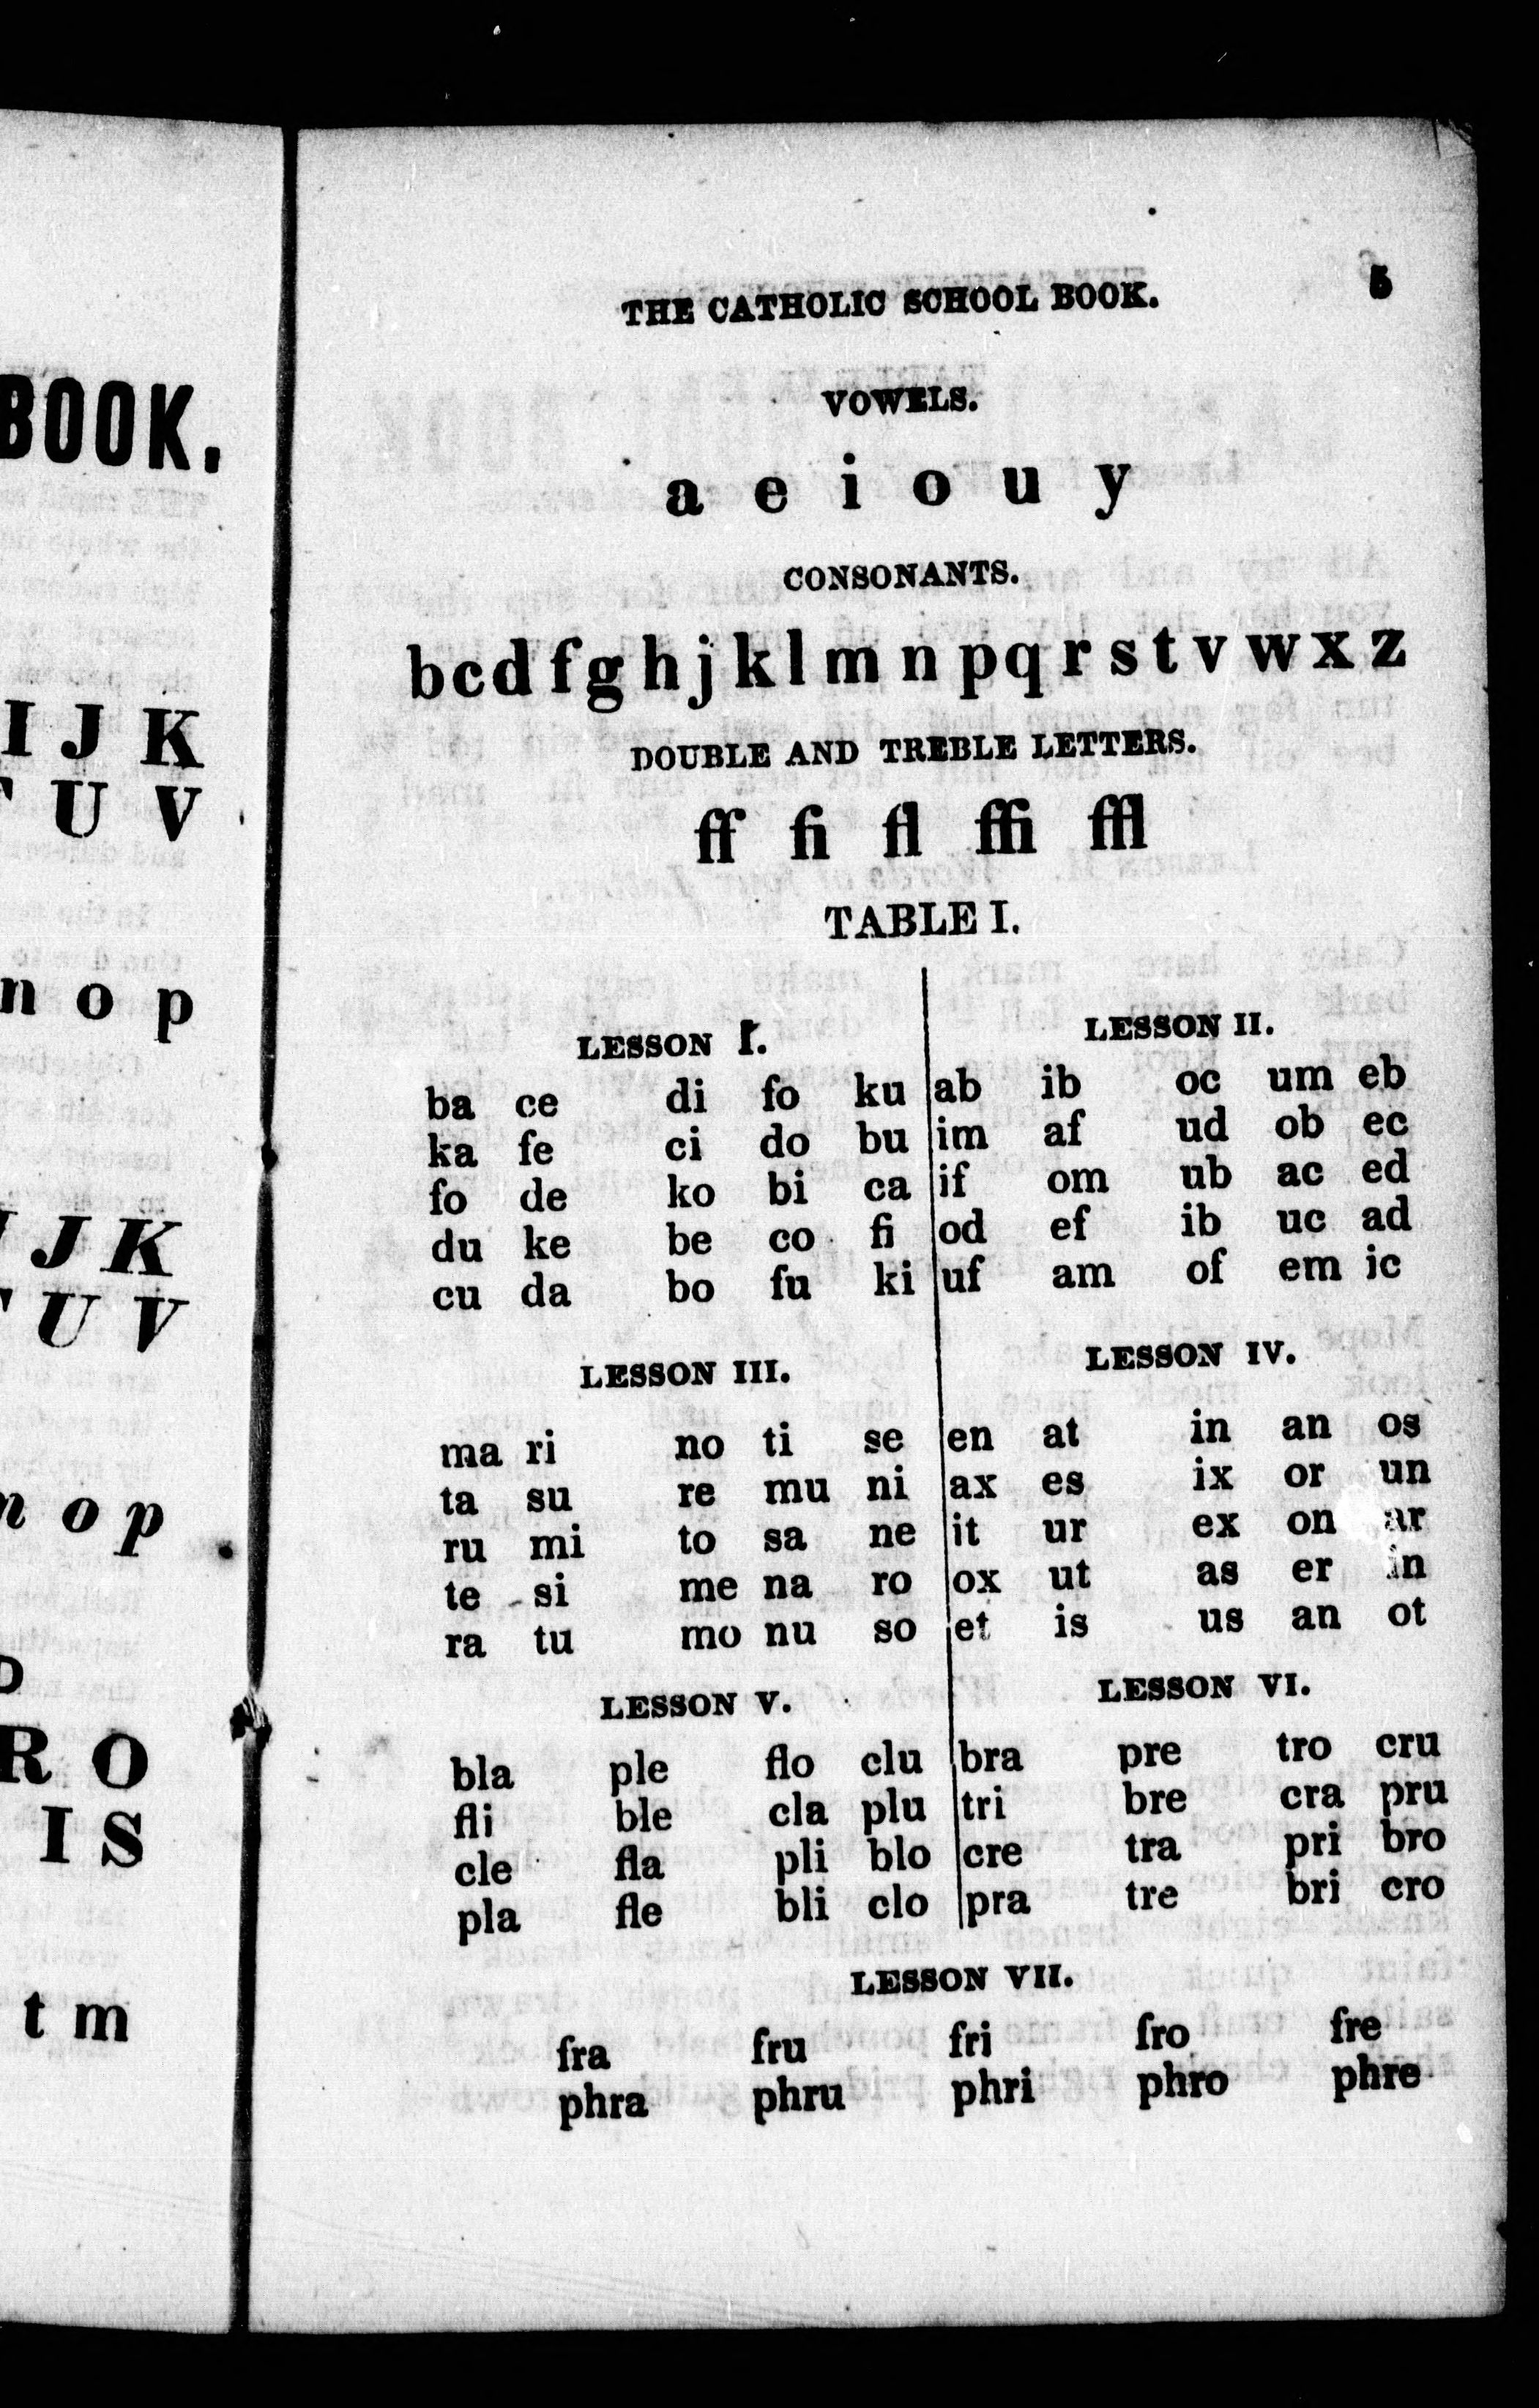 BOOK.
I J K
U V
n o p
J K
U V
n o p
R O
I S
t m
THE CATHOLIC SCHOOL BOOK. 5
VOWELS.
a e i o u y
CONSONANTS.
b c d f g h j k l m n p q r s t v w x z
DOUBLE AND TREBLE LETTERS.
ff fi fl ffi ffl
TABLE I.
LESSON I.
ba ce di fo ku
ka fe ci do bu
fo de ko bi ca
du ke be co fi
cu da bo fu ki
LESSON II.
ab ib oc um eb
im af ud ob ec
if om ub ac ed
od ef ib uc ad
uf am of em ic
LESSON III.
ma ri no ti se
ta su re mu ni
ru mi to sa ne
te si me na ro
ra tu mo nu so
LESSON IV.
en at in an os
ax es ix or un
it ur ex on ar
ox ut as er in
et is us an ot
LESSON V.
bla ple flo clu
fli ble cla plu
cle fla pli blo
pla fle bli clo
LESSON VI.
bra pre tro cru
tri bre cra pru
cre tra pri bro
pra tre bri cro
LESSON VII.
fra fru fri fro fre
phra phru phri phro phre